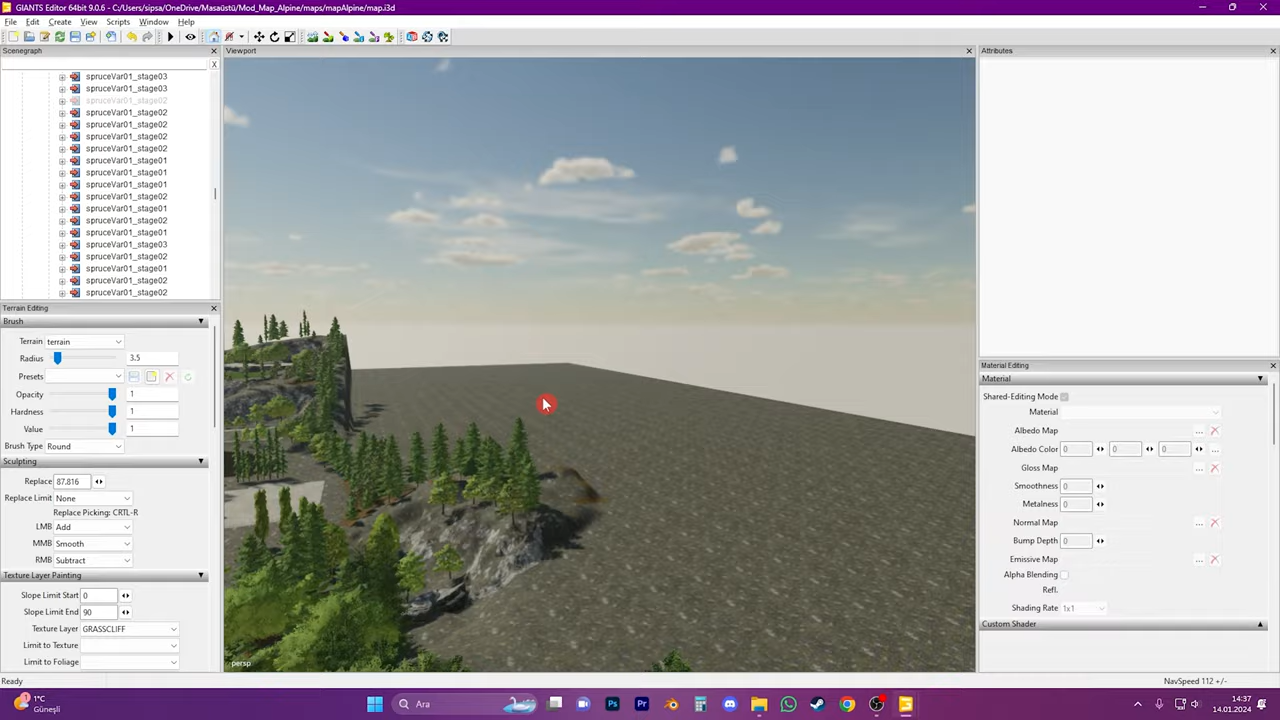 GIANTS Editor 64bit 9.0.6 - C:/Users/sipsa/OneDrive/Masaüstü/Mod_Map_Alpine/maps/mapAlpine/map.i3d
File Edit Create View Scripts Window Help
Scenegraph
X
spruceVar01_stage03
spruceVar01_stage03
spruceVar01_stage02
spruceVar01_stage02
spruceVar01_stage02
spruceVar01_stage02
spruceVar01_stage02
spruceVar01_stage01
spruceVar01_stage01
spruceVar01_stage01
spruceVar01_stage02
spruceVar01_stage01
spruceVar01_stage02
spruceVar01_stage01
spruceVar01_stage03
spruceVar01_stage02
spruceVar01_stage01
spruceVar01_stage02
spruceVar01_stage02
Terrain Editing
Brush
Terrain terrain
Radius 3.5
Presets
Opacity 1
Hardness 1
Value 1
Brush Type Round
Sculpting
Replace 87.816
Replace Limit None
Replace Picking: CRTL-R
LMB Add
MMB Smooth
RMB Subtract
Texture Layer Painting
Slope Limit Start 0
Slope Limit End 90
Texture Layer GRASSCLIFF
Limit to Texture
Limit to Foliage
Viewport
persp
Attributes
Material Editing
Material
Shared-Editing Mode
Material
Albedo Map ...
Albedo Color 0 0 0 ...
Gloss Map ...
Smoothness 0
Metalness 0
Normal Map ...
Bump Depth 0
Emissive Map ...
Alpha Blending
Refl.
Shading Rate 1x1
Custom Shader
Ready
NavSpeed 112 +/-
1°C
Güneşli
Ara
14:37
14.01.2024